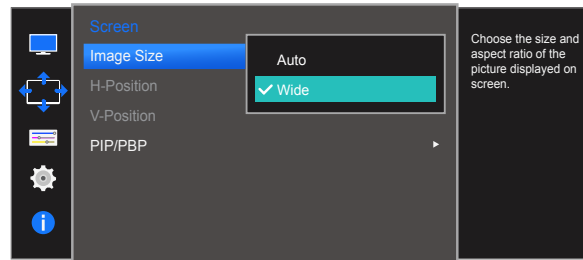 Screen
Image Size
Auto
Wide
H-Position
V-Position
PIP/PBP
Choose the size and
aspect ratio of the
picture displayed on
screen.